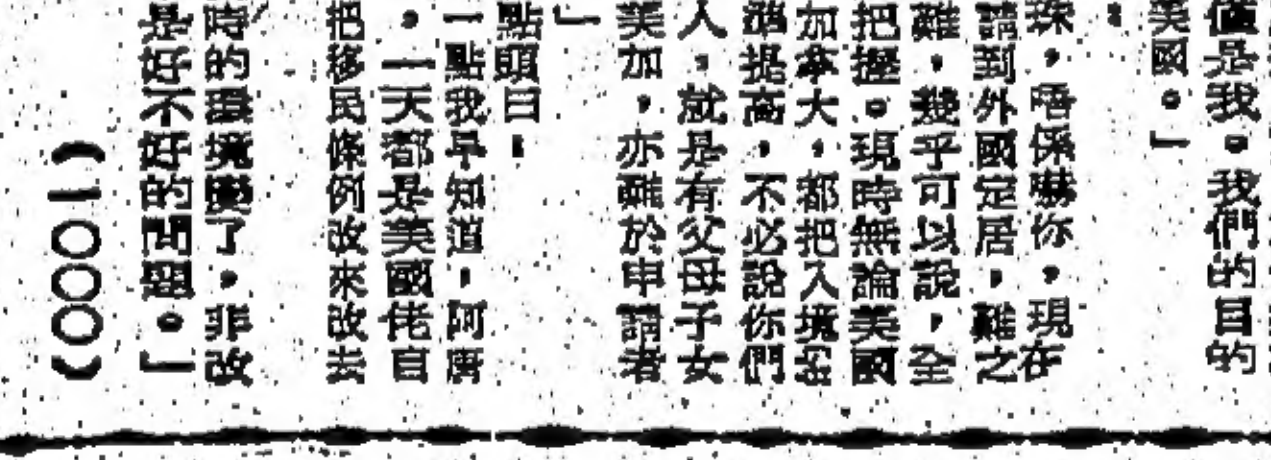 僅是我。我們的目的
美國。」
：
珠，唔係嚇你，現在
請到外國定居，難之
難，幾乎可以說，全
把握。現時無論美國
加拿大，都把入境
提高，不必說你們
人，就是有父母子女
美加，亦難於申請者
」
點頭曰：
一點我早知道，阿唐
，一天都是美國佬自
把移民條例改來改去
時的環境變了，非改
是好不好的問題。」
（一〇〇〇）